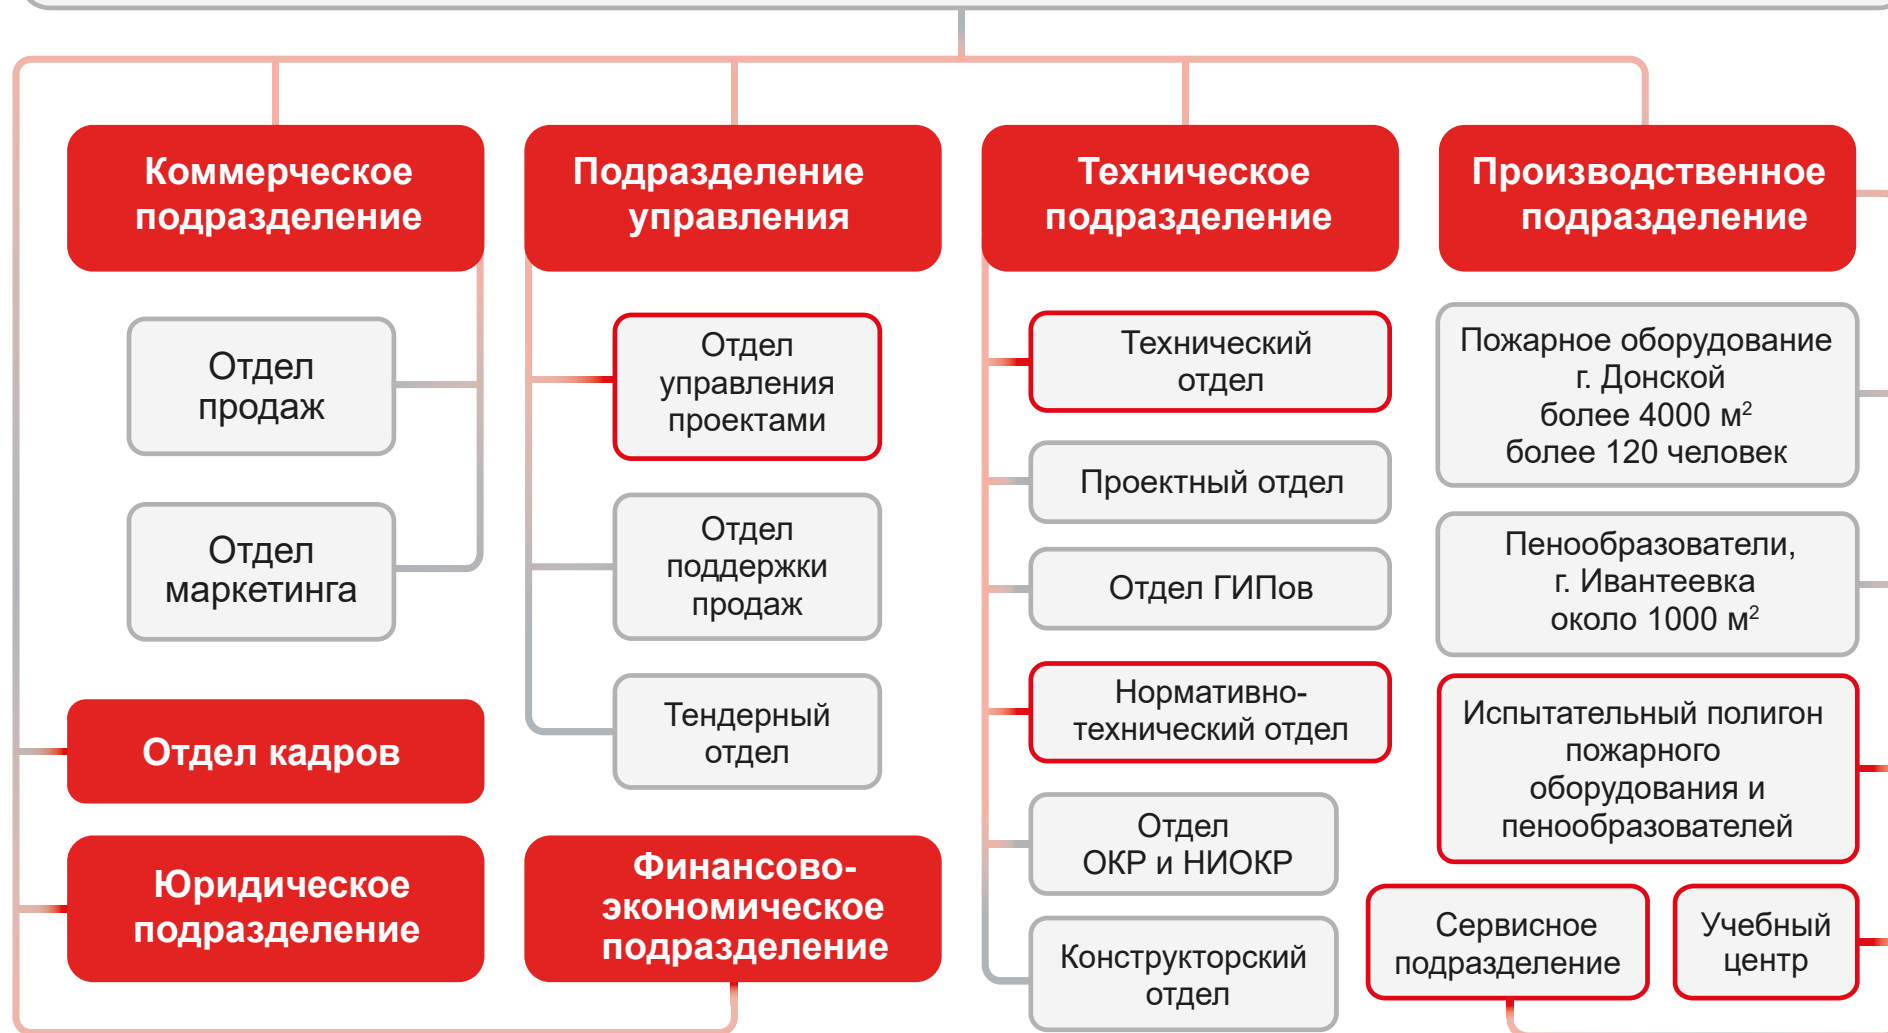 Коммерческое
подразделение
Подразделение
управления
Техническое
подразделение
Производственное
подразделение
Отдел
продаж
Отдел
маркетинга
Отдел
управления
проектами
Отдел
поддержки
продаж
Тендерный
отдел
Технический
отдел
Проектный отдел
Отдел ГИПов
Нормативно-
технический отдел
Отдел
ОКР и НИОКР
Конструкторский
отдел
Пожарное оборудование
г. Донской
более 4000 м²
более 120 человек
Пенообразователи,
г. Ивантеевка
около 1000 м²
Испытательный полигон
пожарного
оборудования и
пенообразователей
Сервисное
подразделение
Учебный
центр
Отдел кадров
Юридическое
подразделение
Финансово-
экономическое
подразделение